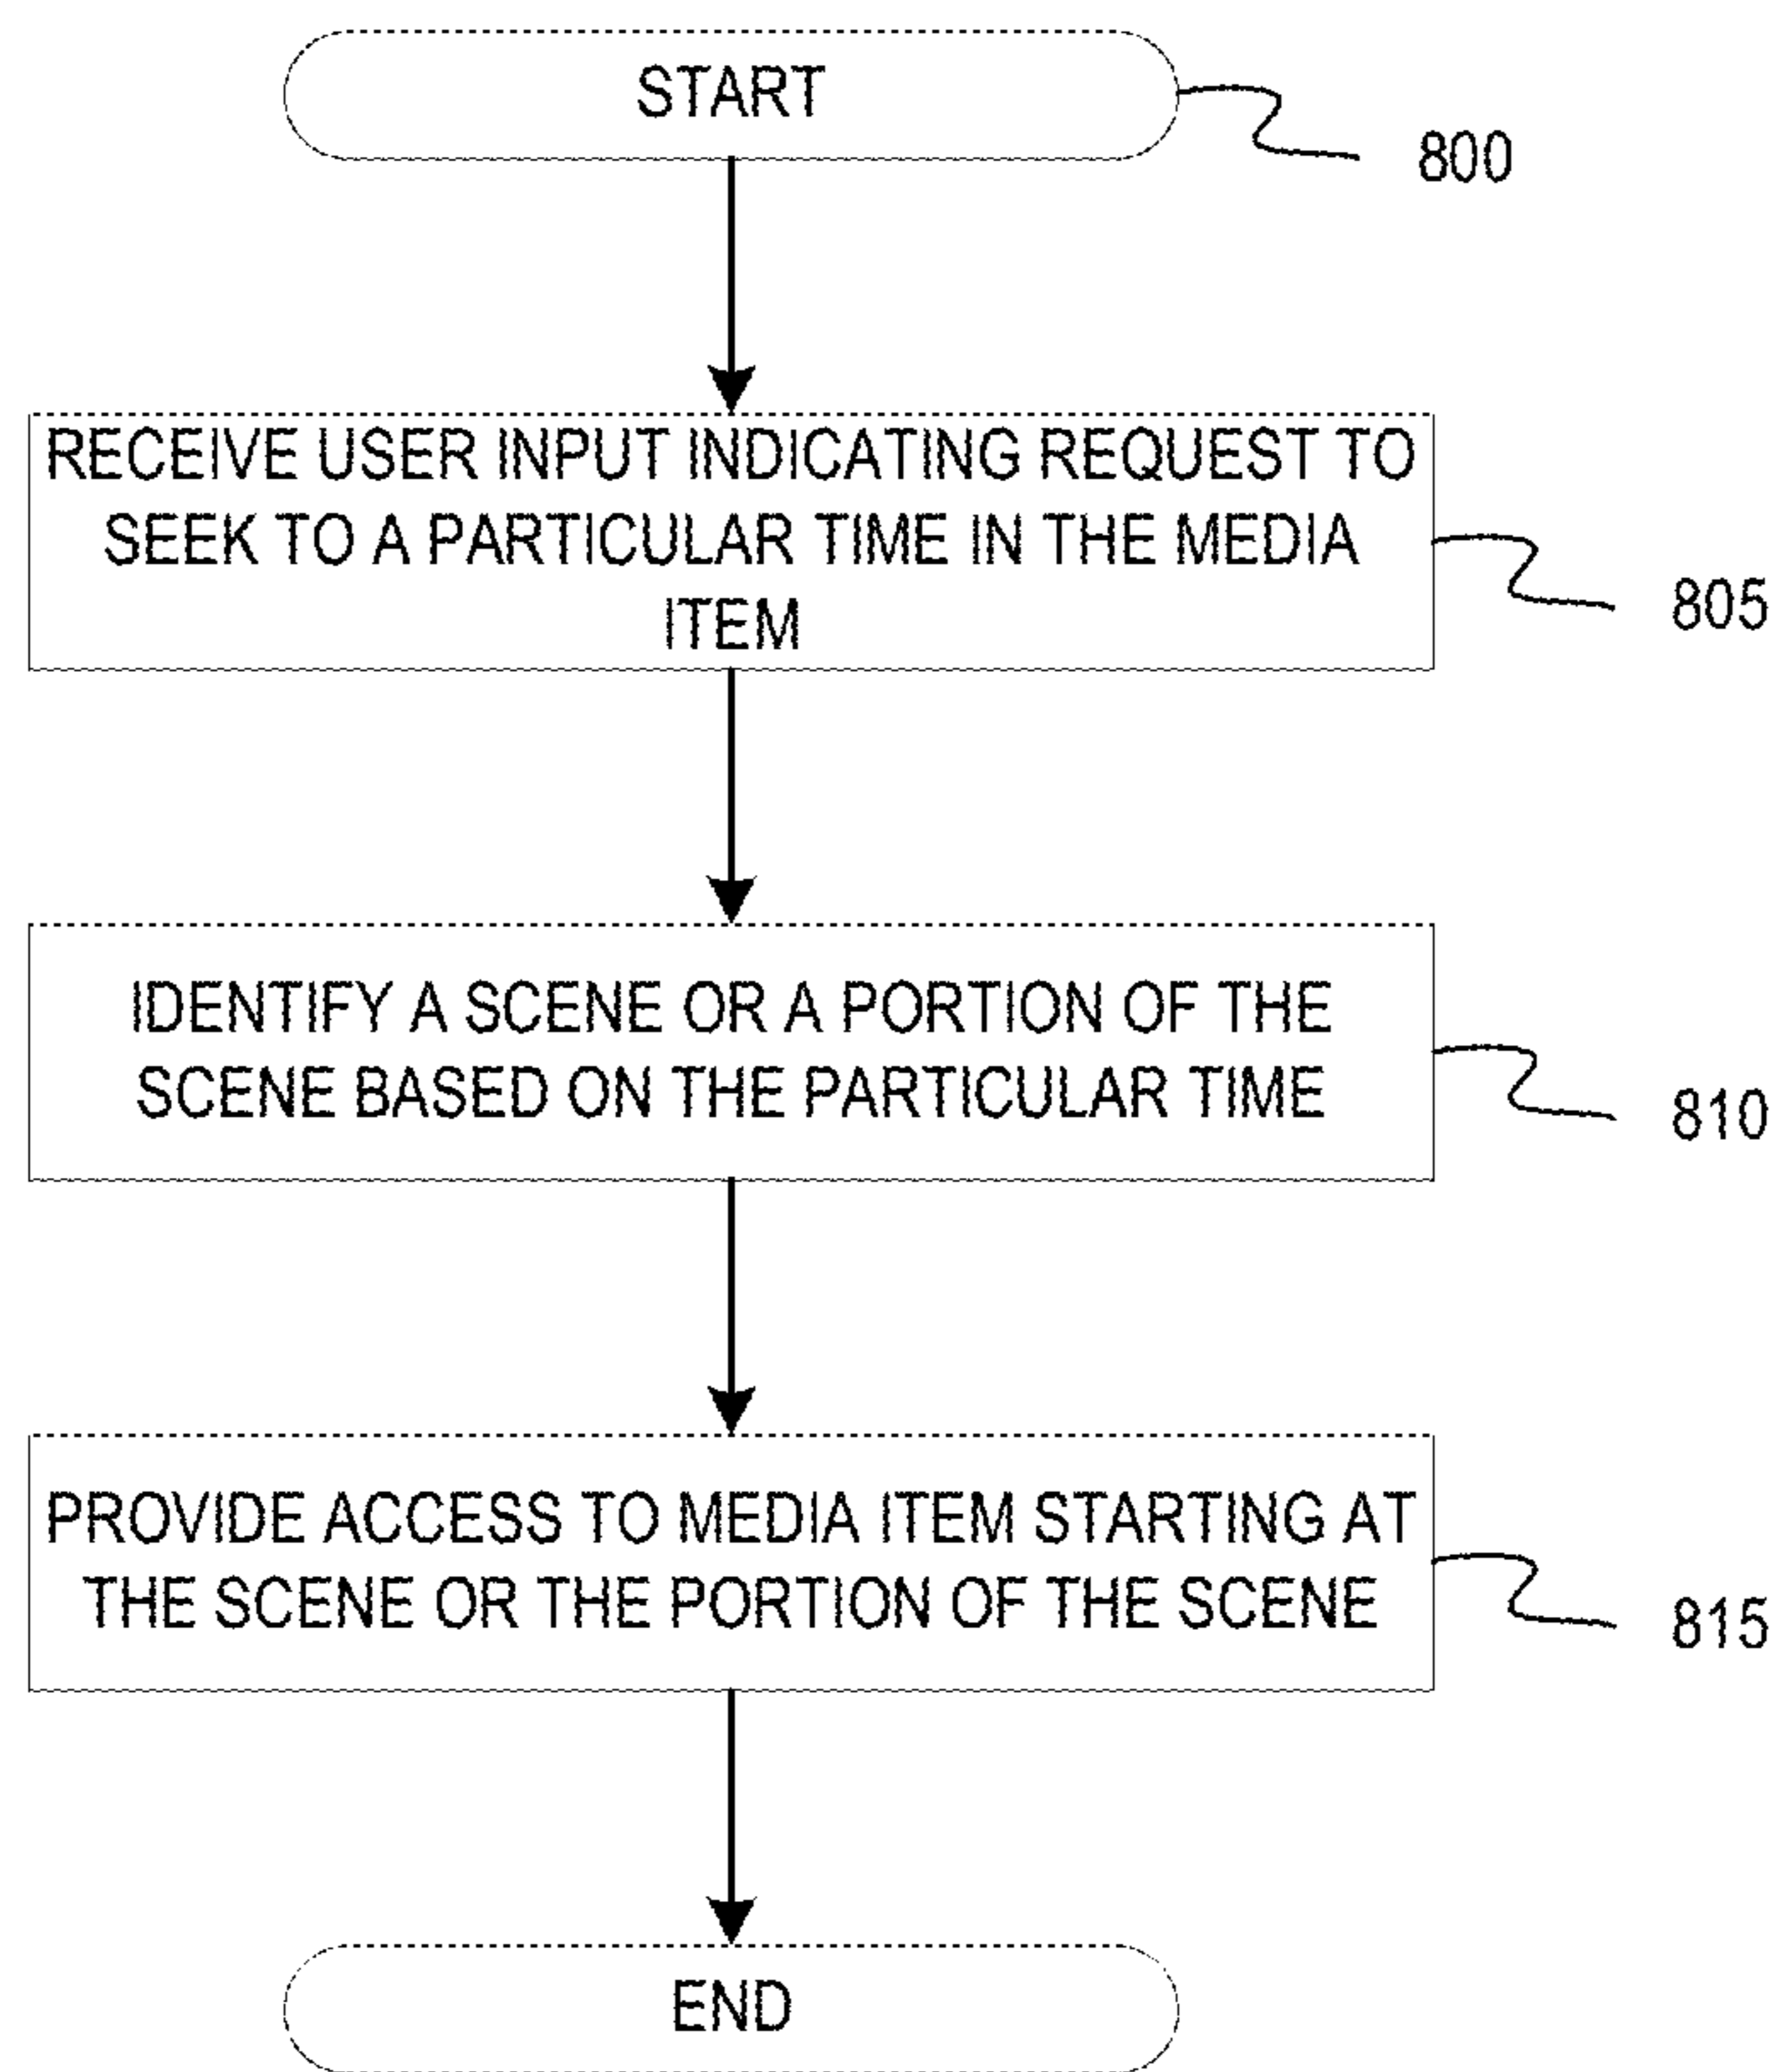 START
800
RECEIVE USER INPUT INDICATING REQUEST TO
SEEK TO A PARTICULAR TIME IN THE MEDIA
ITEM
805
IDENTIFY A SCENE OR A PORTION OF THE
SCENE BASED ON THE PARTICULAR TIME
810
PROVIDE ACCESS TO MEDIA ITEM STARTING AT
THE SCENE OR THE PORTION OF THE SCENE
815
END